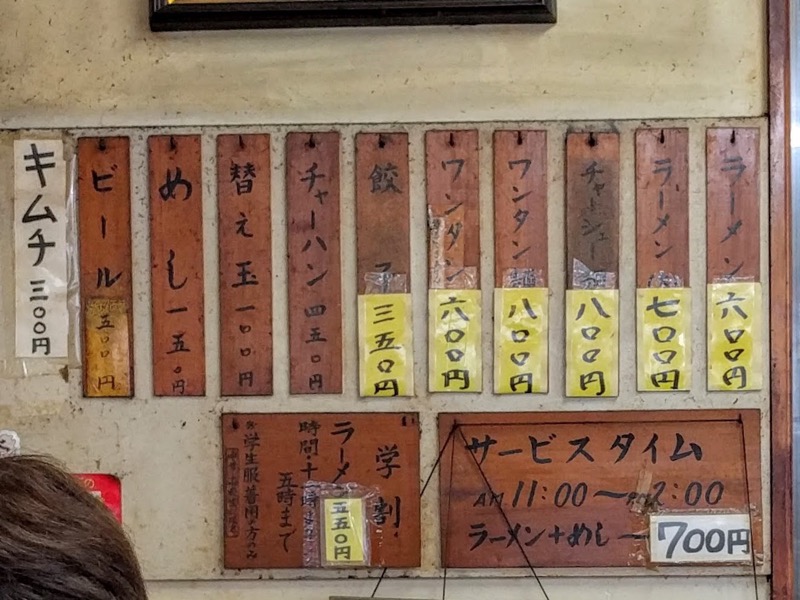 ラーメン 六〇〇円
ラーメン 七〇〇円
チャーシュー 八〇〇円
ワンタン麺 八〇〇円
ワンタン 六〇〇円
餃子 三五〇円
チャーハン 四五〇円
替え玉 一〇〇円
めし 一五〇円
ビール 五〇〇円
キムチ 三〇〇円
サービスタイム
AM 11:00〜PM2:00
ラーメン+めし—700円
学割
ラーメン 五五〇円
時間・十
五時まで
学生服着用の方のみ